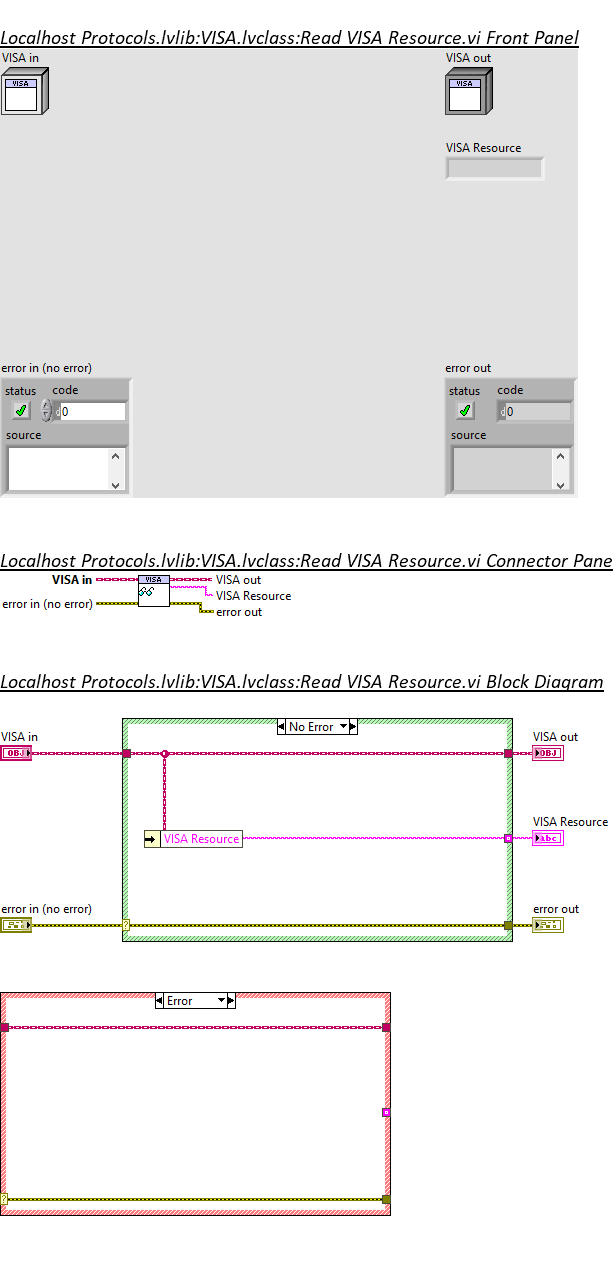 Localhost Protocols.lvlib:VISA.lvclass:Read VISA Resource.vi Front Panel
VISA in
VISA out
VISA
VISA
VISA Resource
error in (no error)
error out
status
code
status
code
d
0
d
0
source
source
Localhost Protocols.lvlib:VISA.lvclass:Read VISA Resource.vi Connector Pane
VISA in
VISA
VISA out
VISA Resource
error in (no error)
error out
Localhost Protocols.lvlib:VISA.lvclass:Read VISA Resource.vi Block Diagram
No Error
VISA in
VISA out
OBJ
OBJ
VISA Resource
VISA Resource
abc
error in (no error)
error out
?
Error
?